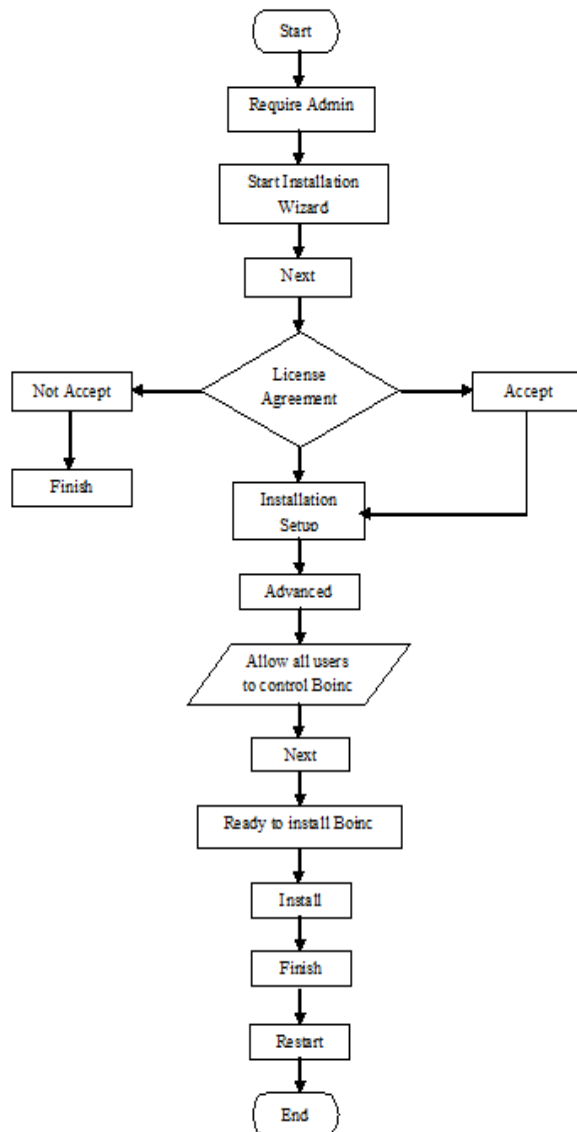 Start
Require Admin
Start Installation
Wizard
Next
License
Agreement
Not Accept
Accept
Finish
Installation
Setup
Advanced
Allow all users
to control Boinc
Next
Ready to install Boinc
Install
Finish
Restart
End